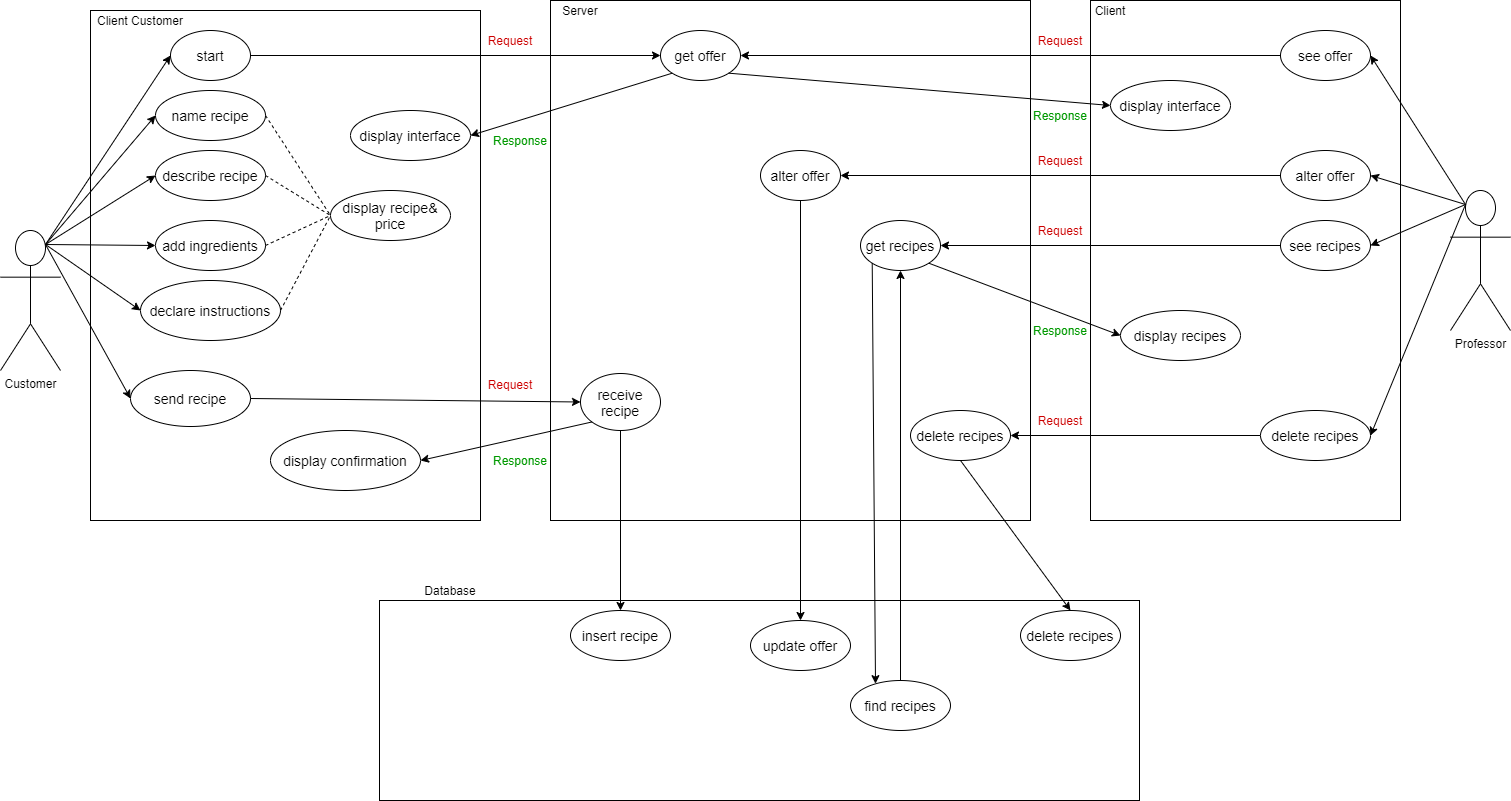 Client Customer
Server
Client
start
Request
get offer
Request
see offer
name recipe
display interface
Response
display interface
Response
describe recipe
alter offer
Request
alter offer
display recipe&
price
add ingredients
get recipes
Request
see recipes
declare instructions
Response
display recipes
Customer
Professor
send recipe
Request
receive
recipe
delete recipes
Request
delete recipes
display confirmation
Response
Database
insert recipe
update offer
delete recipes
find recipes